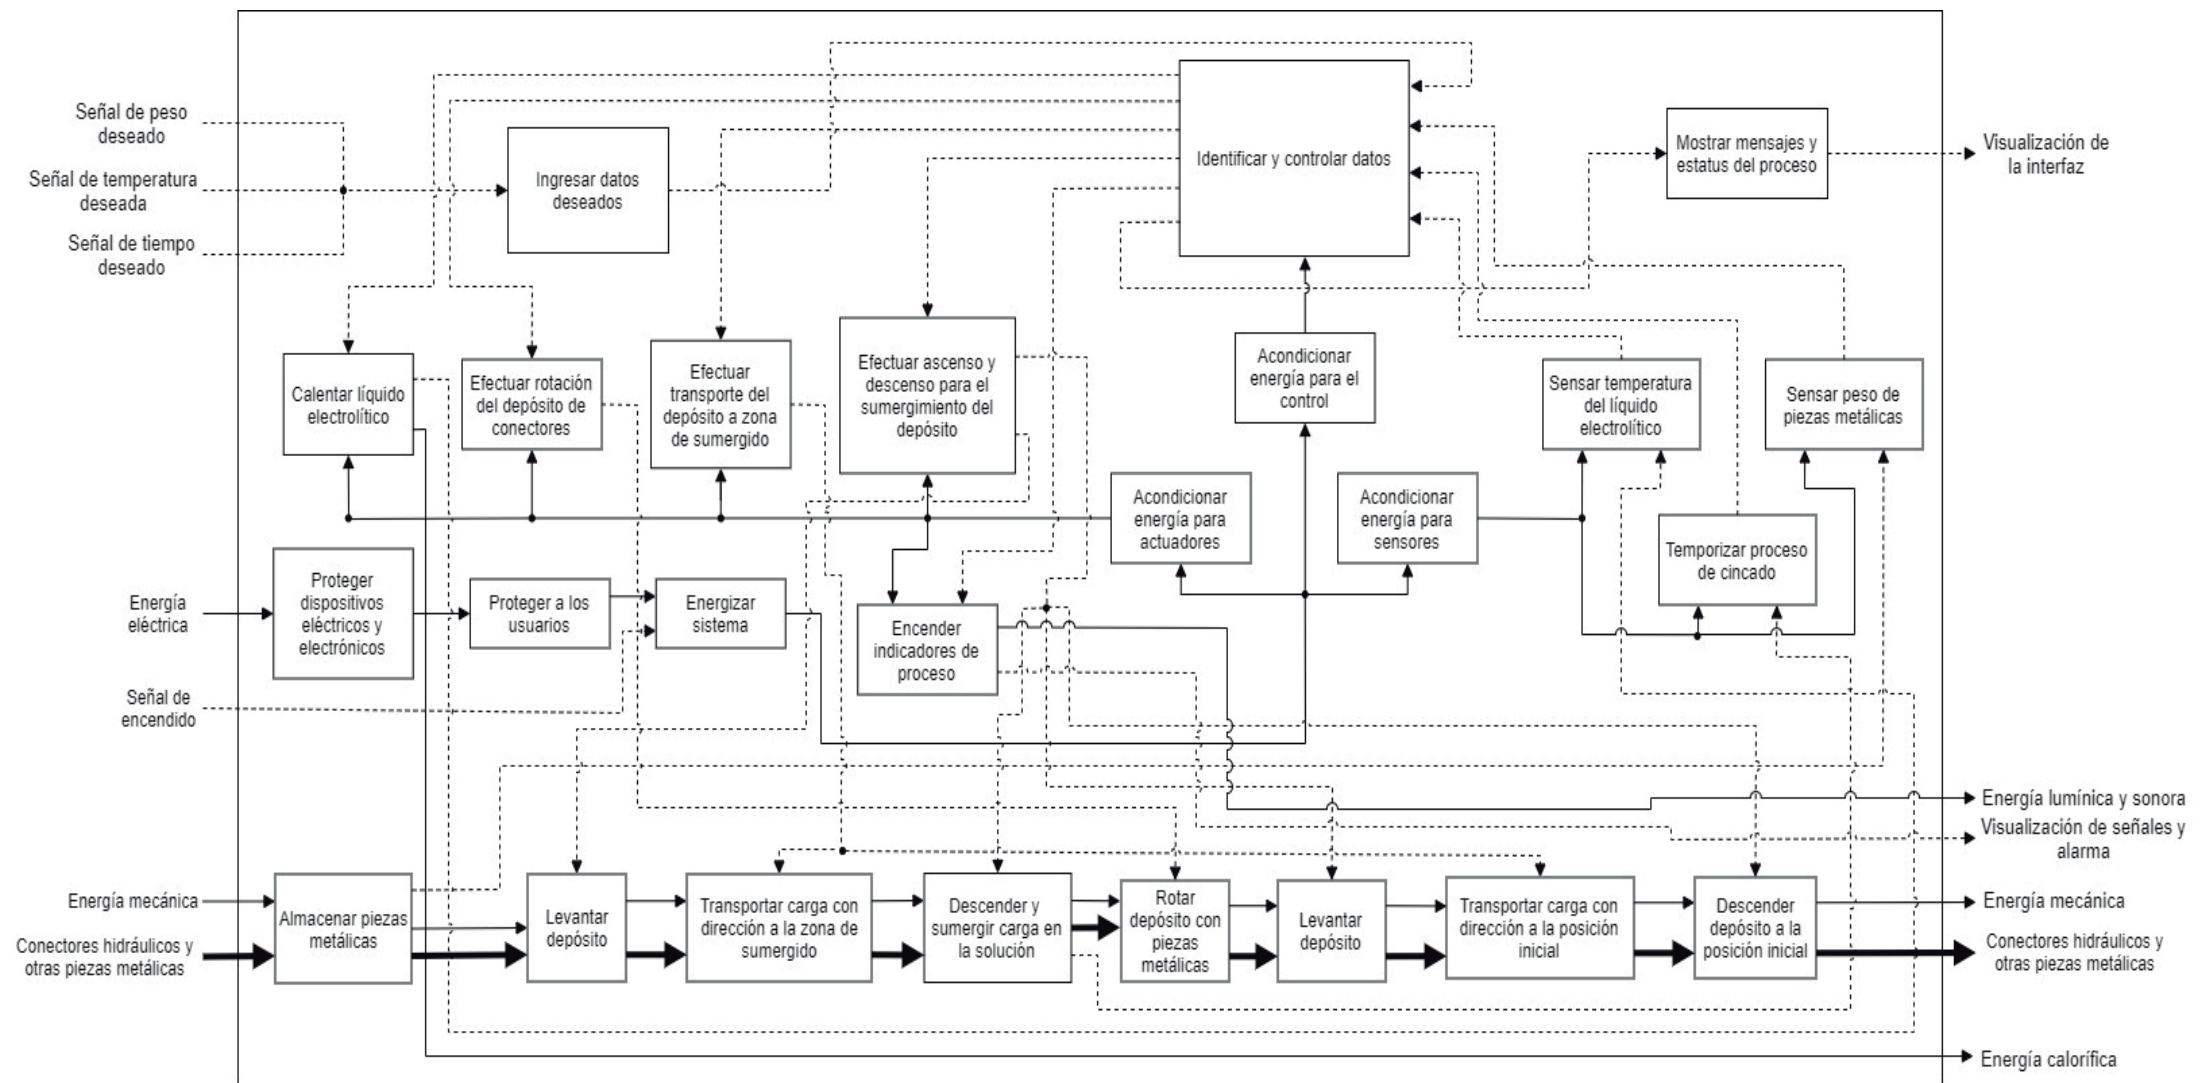 Señal de peso
deseado
Señal de temperatura
deseada
Señal de tiempo
deseado
Ingresar datos
deseados
Identificar y controlar datos
Mostrar mensajes y
estatus del proceso
Visualización de
la interfaz
Calentar líquido
electrolítico
Efectuar rotación
del depósito de
conectores
Efectuar
transporte del
depósito a zona
de sumergido
Efectuar ascenso y
descenso para el
sumergimiento del
depósito
Acondicionar
energía para el
control
Sensar temperatura
del líquido
electrolítico
Sensar peso de
piezas metálicas
Acondicionar
energía para
actuadores
Acondicionar
energía para
sensores
Temporizar proceso
de cincado
Energía
eléctrica
Proteger
dispositivos
eléctricos y
electrónicos
Proteger a los
usuarios
Energizar
sistema
Encender
indicadores de
proceso
Señal de
encendido
Energía lumínica y sonora
Visualización de señales y
alarma
Energía mecánica
Conectores hidráulicos y
otras piezas metálicas
Almacenar piezas
metálicas
Levantar
depósito
Transportar carga con
dirección a la zona de
sumergido
Descender y
sumergir carga en
la solución
Rotar
depósito con
piezas
metálicas
Levantar
depósito
Transportar carga con
dirección a la posición
inicial
Descender
depósito a la
posición inicial
Energía mecánica
Conectores hidráulicos y
otras piezas metálicas
Energía calorífica